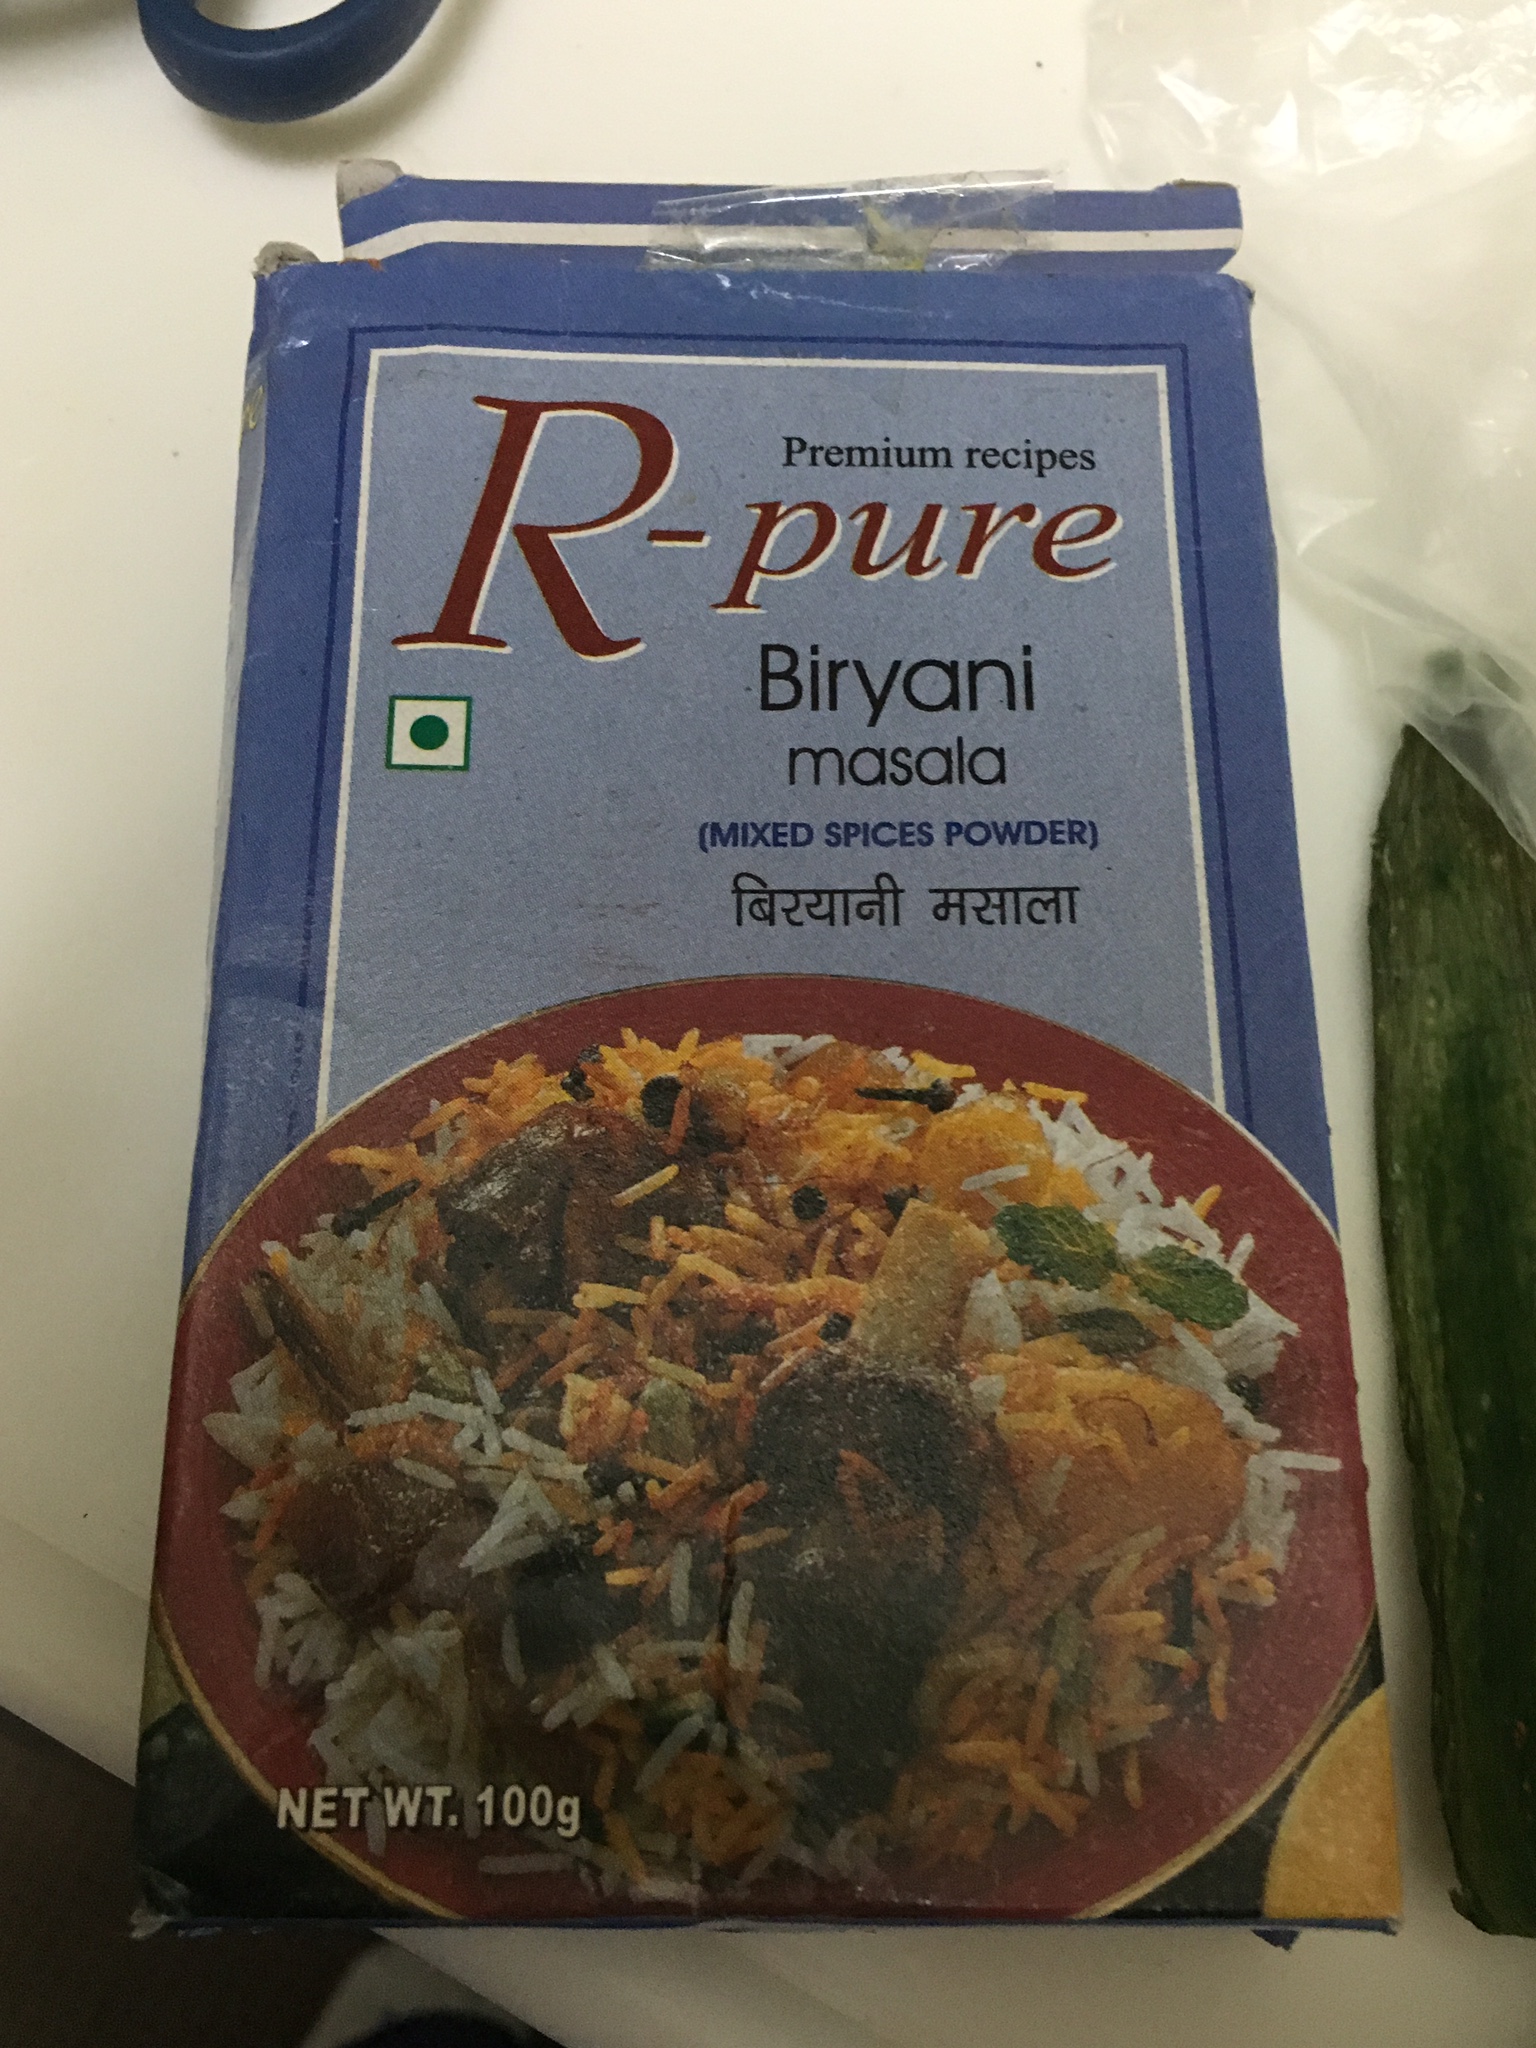 Premium recipes
R-pure
Biryani
masala
(MIXED SPICES POWDER)
बिरयानी मसाला
NET WT. 100g